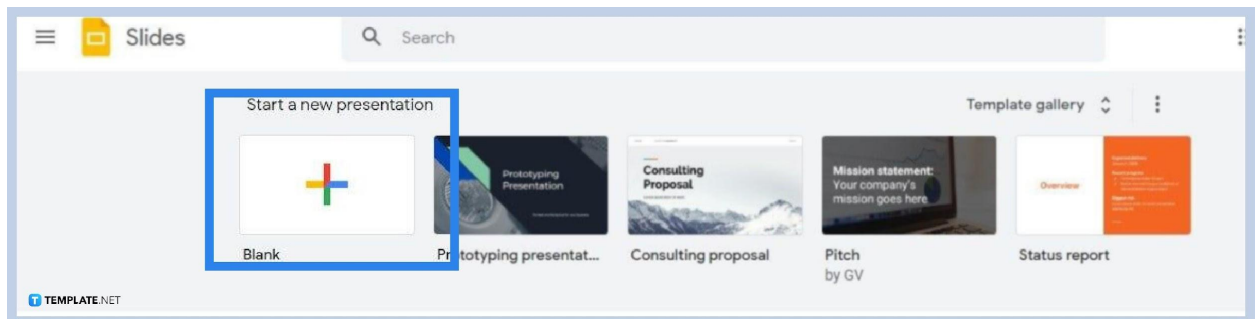 Slides
Search
Start a new presentation
Template gallery
Prototyping
Presentation
Consulting
Proposal
Mission statement:
Your company's
mission goes here
Overview
Blank
Prototyping presentat...
Consulting proposal
Pitch
by GV
Status report
T TEMPLATE.NET